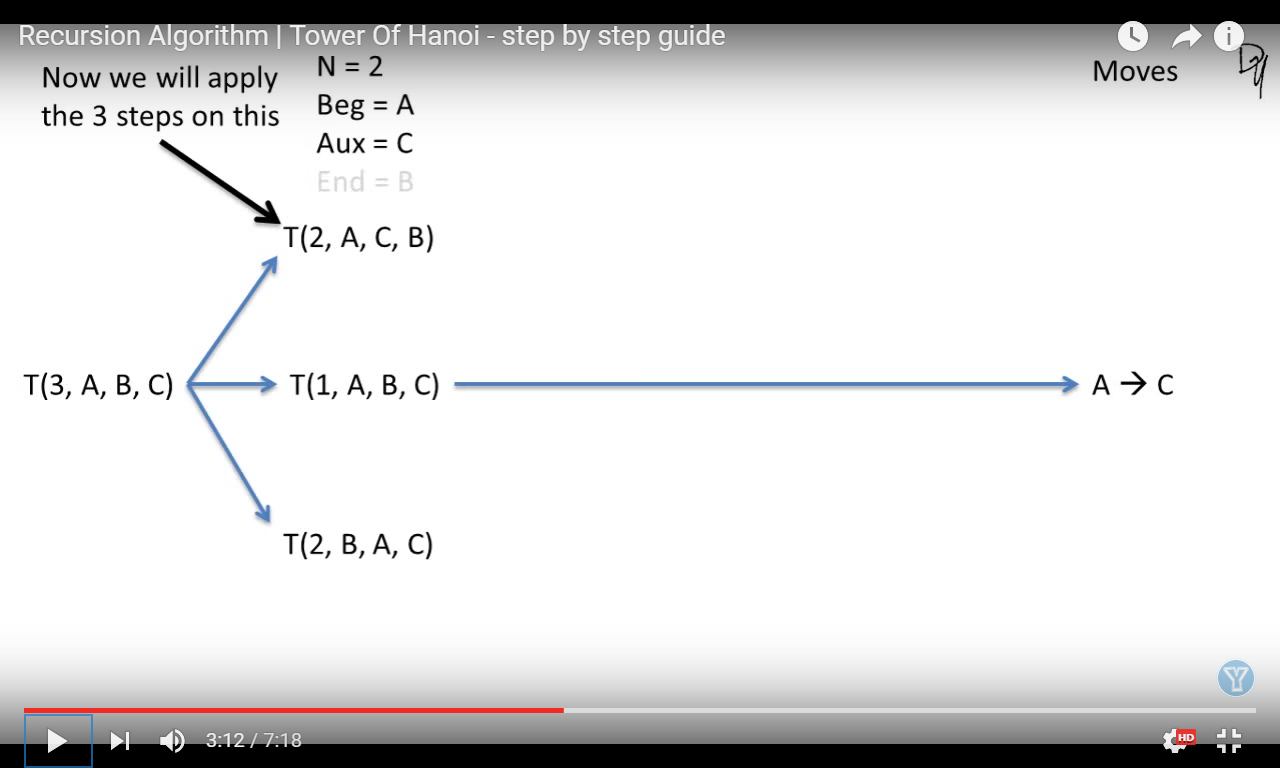 Recursion Algorithm | Tower Of Hanoi - step by step guide
Now we will apply
the 3 steps on this
N = 2
Beg = A
Aux = C
End = B
Moves
T(2, A, C, B)
T(3, A, B, C)
T(1, A, B, C)
A → C
T(2, B, A, C)
3:12 / 7:18
HD